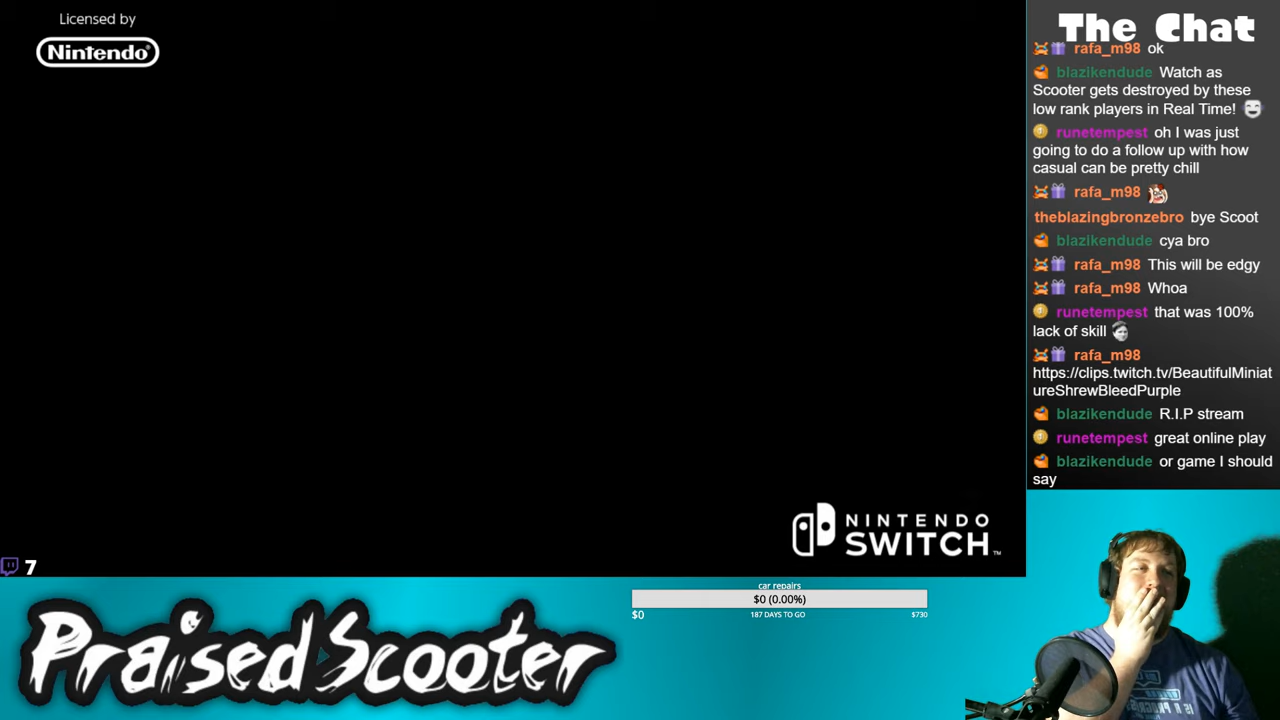 Licensed by
Nintendo®
NINTENDO
SWITCH™
7
The Chat
rafa_m98 ok
blazikendude Watch as
Scooter gets destroyed by these
low rank players in Real Time!
runetempest oh I was just
going to do a follow up with how
casual can be pretty chill
rafa_m98
theblazingbronzebro bye Scoot
blazikendude cya bro
rafa_m98 This will be edgy
rafa_m98 Whoa
runetempest that was 100%
lack of skill
rafa_m98
https://clips.twitch.tv/BeautifulMiniat
ureShrewBleedPurple
blazikendude R.I.P stream
runetempest great online play
blazikendude or game I should
say
PraisedScooter
car repairs
$0 (0.00%)
$0 187 DAYS TO GO $730